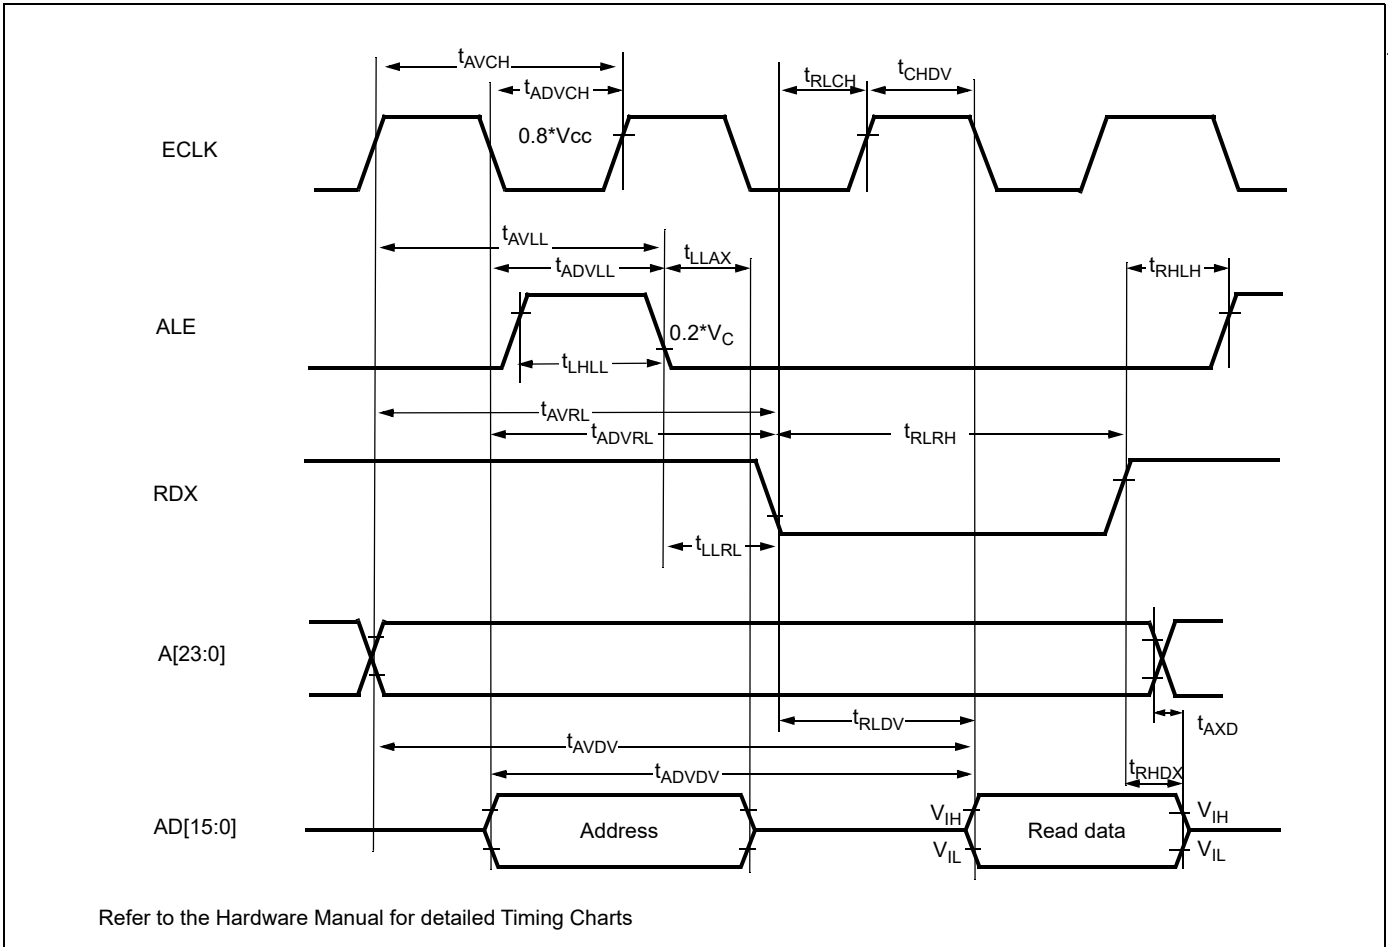 tAVCH
tRLCH
tCHDV
tADVCH
0.8*Vcc
ECLK
tAVLL
tLLAX
tADVLL
tRHLH
ALE
0.2*VC
tLHLL
tAVRL
tADVRL
tRLRH
RDX
tLLRL
A[23:0]
tRLDV
tAXD
tAVDV
tADVDV
tRHDX
AD[15:0]
Address
VIH
Read data
VIH
VIL
VIL
Refer to the Hardware Manual for detailed Timing Charts